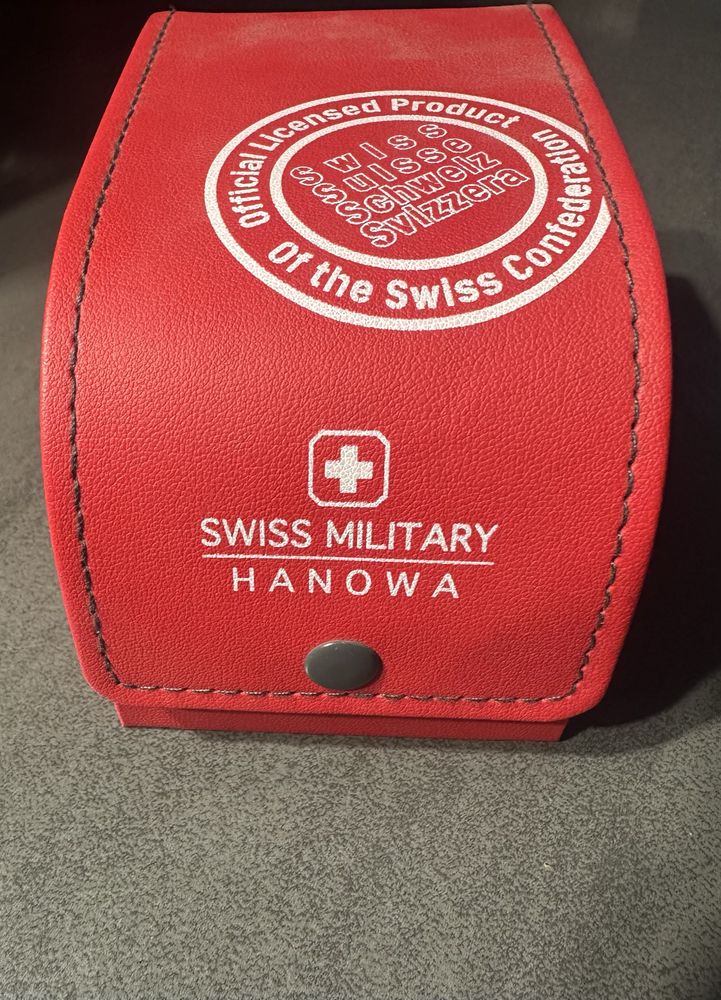 Official Licensed Product
swiss
suisse
schweiz
svizzera
Of the Swiss Confederation
SWISS MILITARY
HANOWA